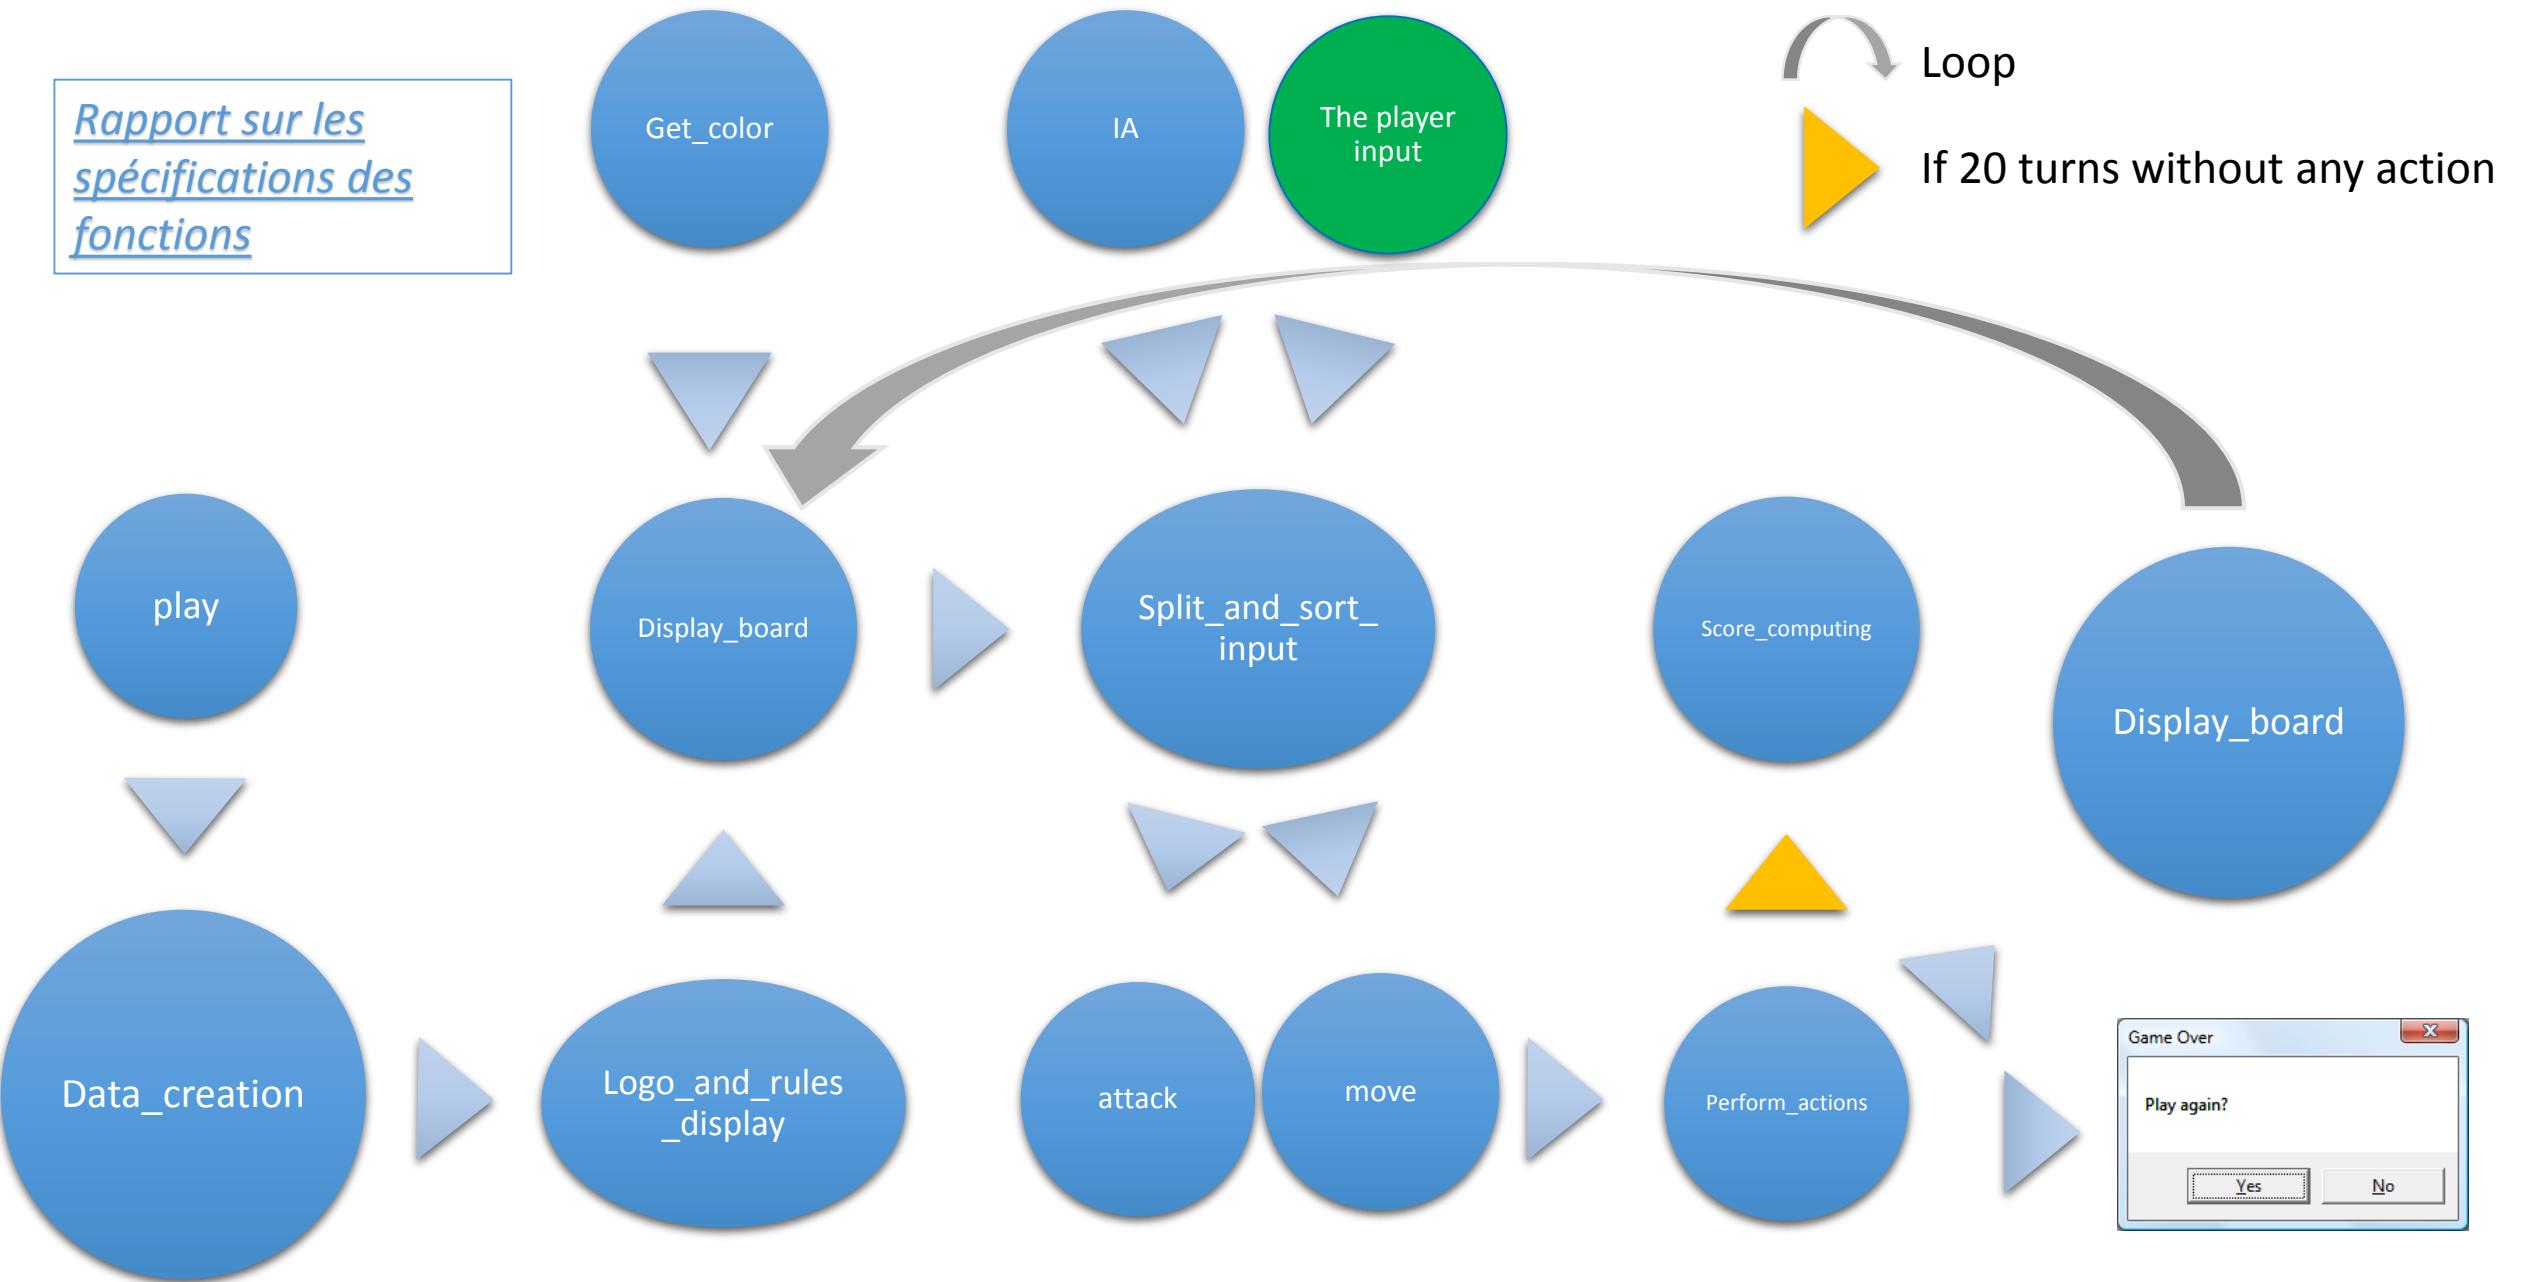 Rapport sur les
spécifications des
fonctions
Get_color
IA
The player
input
Loop
If 20 turns without any action
play
Display_board
Split_and_sort_
input
Score_computing
Display_board
Data_creation
Logo_and_rules
_display
attack
move
Perform_actions
Game Over
Play again?
Yes
No